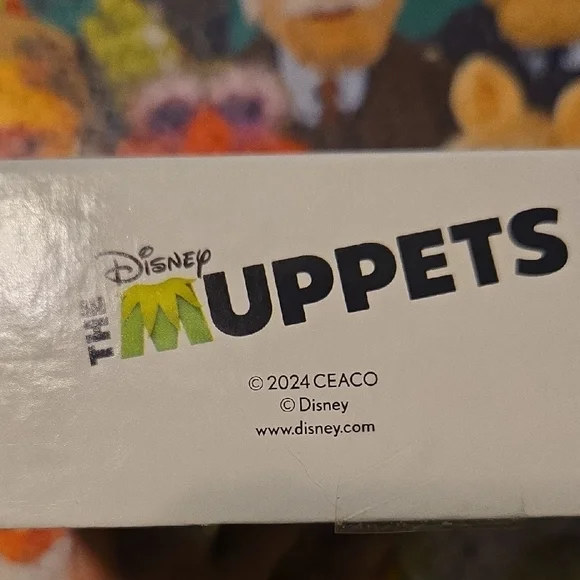 Disney
THE MUPPETS
© 2024 CEACO
© Disney
www.disney.com